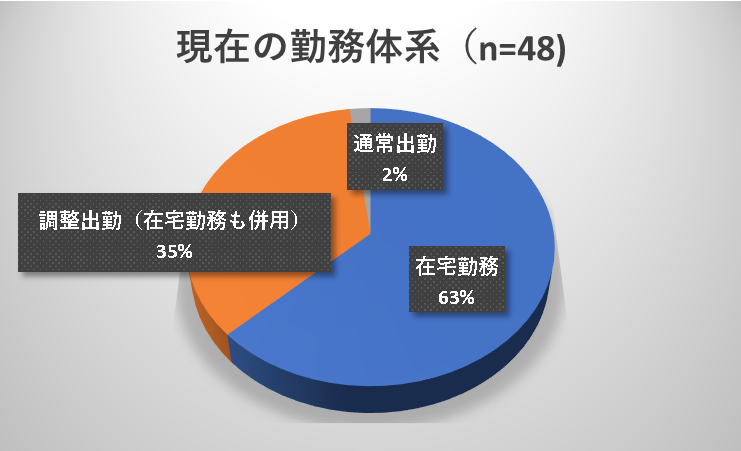 現在の勤務体系（n=48)
通常出勤
2%
調整出勤（在宅勤務も併用）
35%
在宅勤務
63%